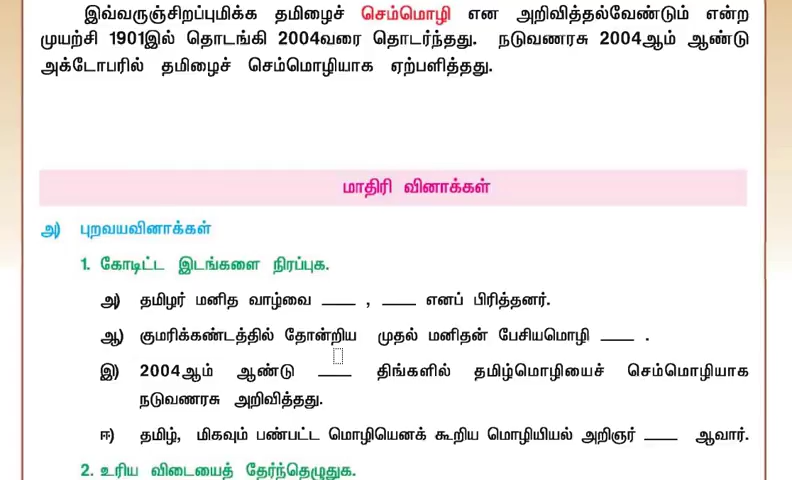 இவ்வருஞ்சிறப்புமிக்க தமிழைச் செம்மொழி என அறிவித்தல்வேண்டும் என்ற
முயற்சி 1901இல் தொடங்கி 2004வரை தொடர்ந்தது. நடுவணரசு 2004ஆம் ஆண்டு
அக்டோபரில் தமிழைச் செம்மொழியாக ஏற்பளித்தது.
மாதிரி வினாக்கள்
அ) புறவயவினாக்கள்
1. கோடிட்ட இடங்களை நிரப்புக.
அ) தமிழர் மனித வாழ்வை ____ , ____ எனப் பிரித்தனர்.
ஆ) குமரிக்கண்டத்தில் தோன்றிய முதல் மனிதன் பேசியமொழி ____ .
இ) 2004ஆம் ஆண்டு ____ திங்களில் தமிழ்மொழியைச் செம்மொழியாக
நடுவணரசு அறிவித்தது.
ஈ) தமிழ், மிகவும் பண்பட்ட மொழியெனக் கூறிய மொழியியல் அறிஞர் ____ ஆவார்.
2. உரிய விடையைத் தேர்ந்தெழுதுக.